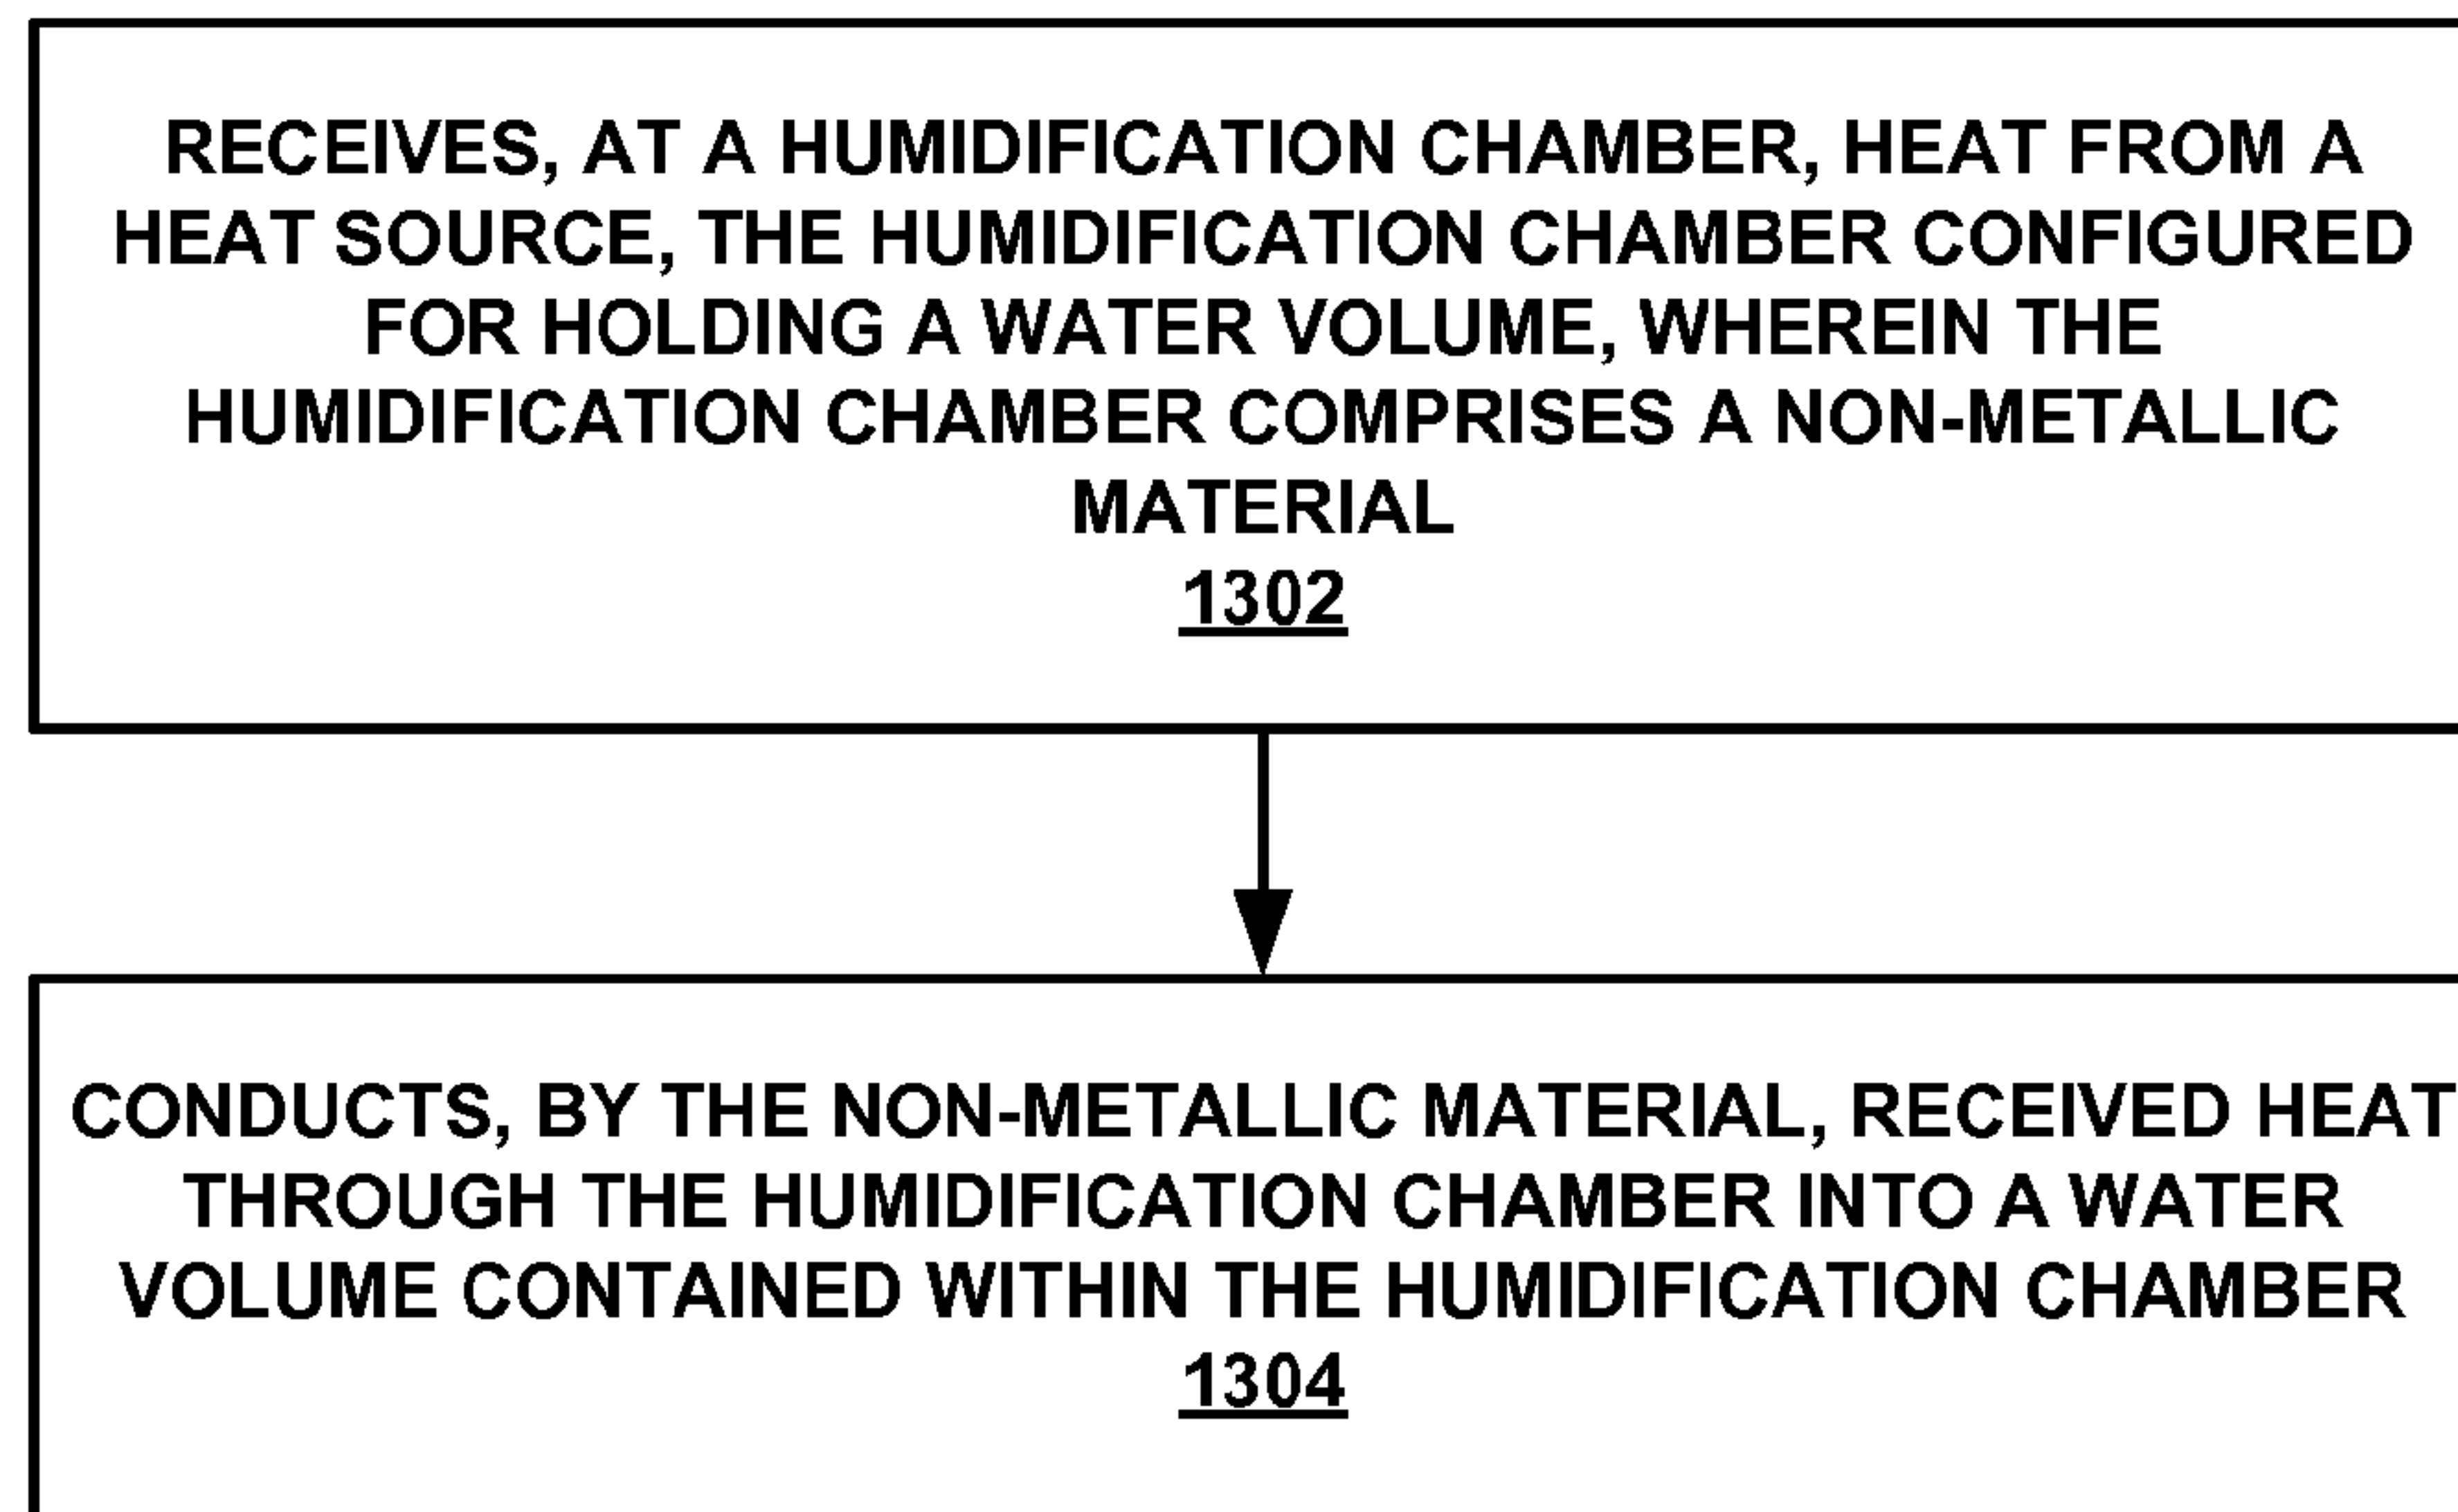 RECEIVES, AT A HUMIDIFICATION CHAMBER, HEAT FROM A
HEAT SOURCE, THE HUMIDIFICATION CHAMBER CONFIGURED
FOR HOLDING A WATER VOLUME, WHEREIN THE
HUMIDIFICATION CHAMBER COMPRISES A NON-METALLIC
MATERIAL
1302
CONDUCTS, BY THE NON-METALLIC MATERIAL, RECEIVED HEAT
THROUGH THE HUMIDIFICATION CHAMBER INTO A WATER
VOLUME CONTAINED WITHIN THE HUMIDIFICATION CHAMBER
1304